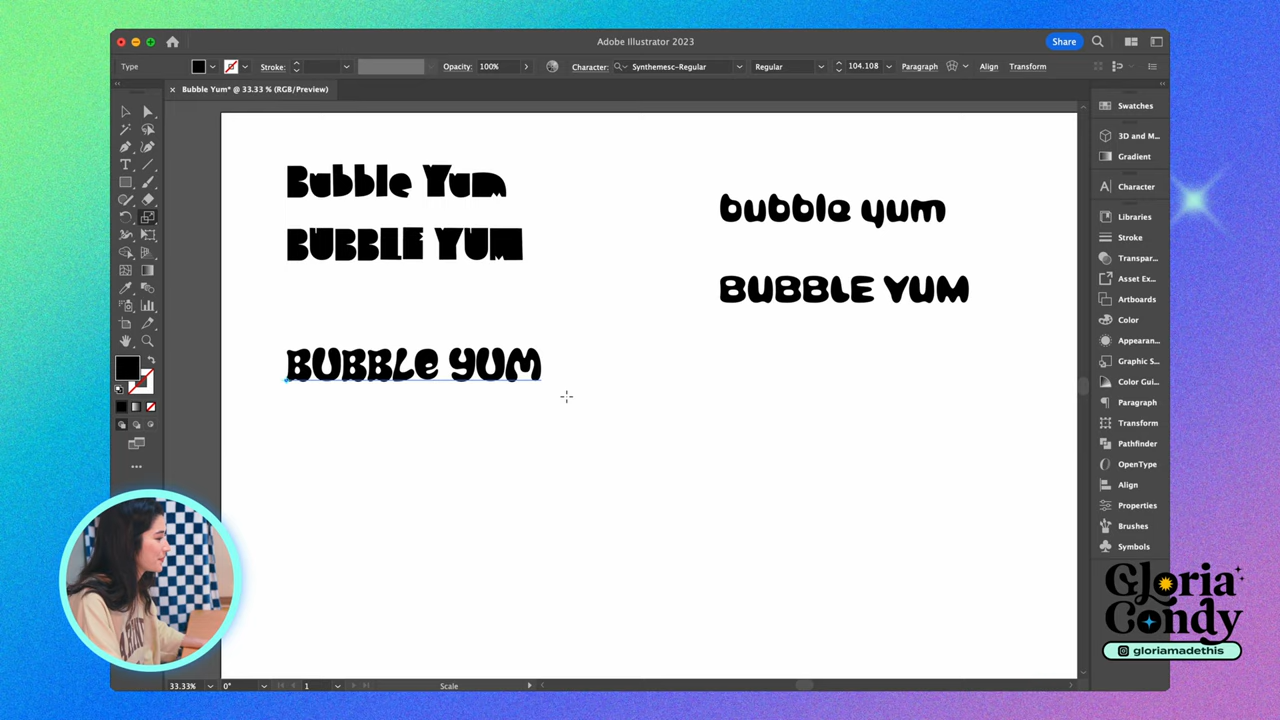 Adobe Illustrator 2023
Share
Type
Stroke:
Opacity: 100%
Character: Synthemesc-Regular
Regular
104.108
Paragraph
Align
Transform
Bubble Yum* @ 33.33 % (RGB/Preview)
Bubble Yum
BUBBLE YUM
BUBBLe YUM
bubble yum
BUBBLE YUM
Swatches
3D and M...
Gradient
Character
Libraries
Stroke
Transpar...
Asset Ex...
Artboards
Color
Appearan...
Graphic S...
Color Gui...
Paragraph
Transform
Pathfinder
OpenType
Align
Properties
Brushes
Symbols
Gloria
Condy
gloriamadethis
33.33%
0°
1
Scale